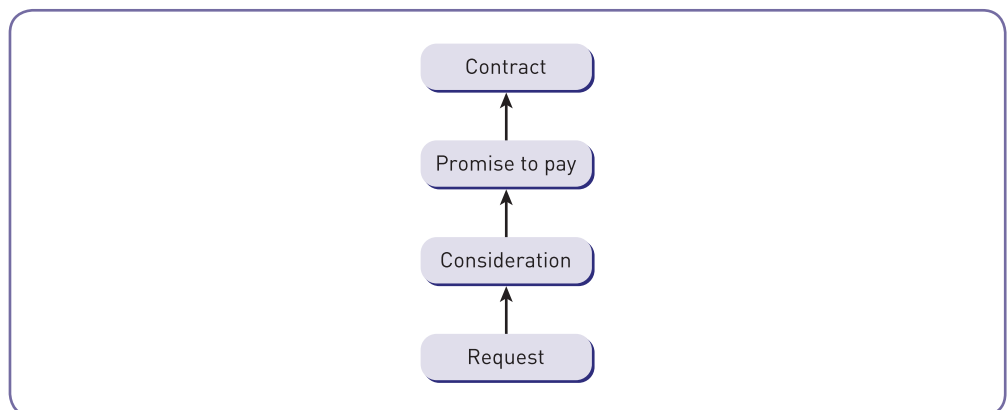 Contract
Promise to pay
Consideration
Request